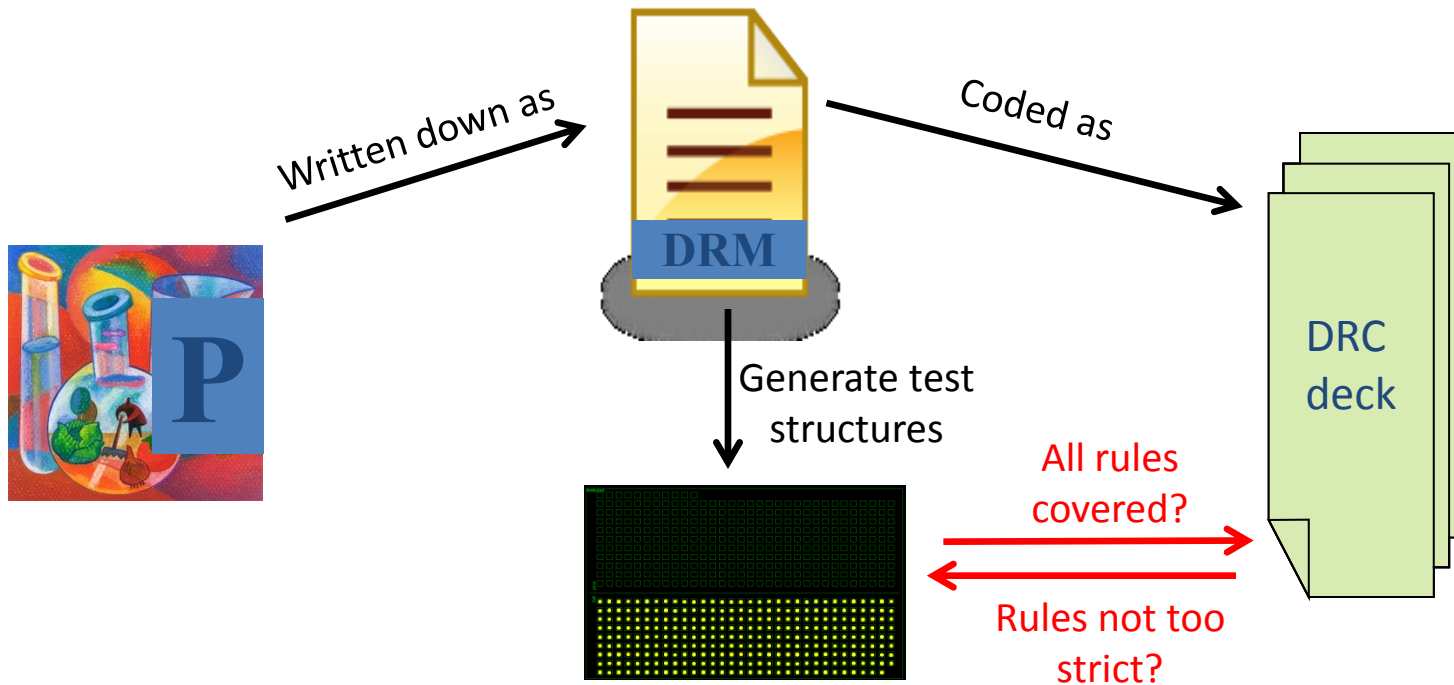 Written down as
DRM
Coded as
P
DRC
deck
Generate test
structures
All rules
covered?
Rules not too
strict?